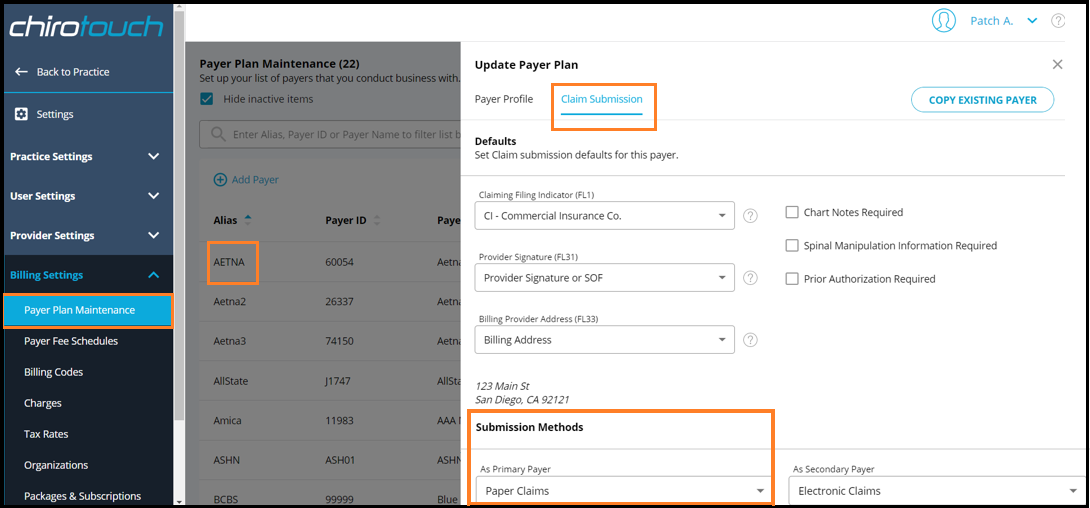 chirotouch
Patch A.
?
Back to Practice
Settings
Practice Settings
User Settings
Provider Settings
Billing Settings
Payer Plan Maintenance
Payer Fee Schedules
Billing Codes
Charges
Tax Rates
Organizations
Packages & Subscriptions
Payer Plan Maintenance (22)
Set up your list of payers that you conduct business with.
Hide inactive items
Enter Alias, Payer ID or Payer Name to filter list b
Add Payer
Alias Payer ID Paye
AETNA 60054 Aetna
Aetna2 26337 Aetna
Aetna3 74150 Aetna
AllState J1747 AllSta
Amica 11983 AAA
ASHN ASH01 ASHN
BCBS 99999 Blue
Update Payer Plan
Payer Profile Claim Submission
COPY EXISTING PAYER
Defaults
Set Claim submission defaults for this payer.
Claiming Filing Indicator (FL1)
CI - Commercial Insurance Co.
?
Chart Notes Required
Spinal Manipulation Information Required
Provider Signature (FL31)
Provider Signature or SOF
?
Prior Authorization Required
Billing Provider Address (FL33)
Billing Address
?
123 Main St
San Diego, CA 92121
Submission Methods
As Primary Payer
Paper Claims
As Secondary Payer
Electronic Claims